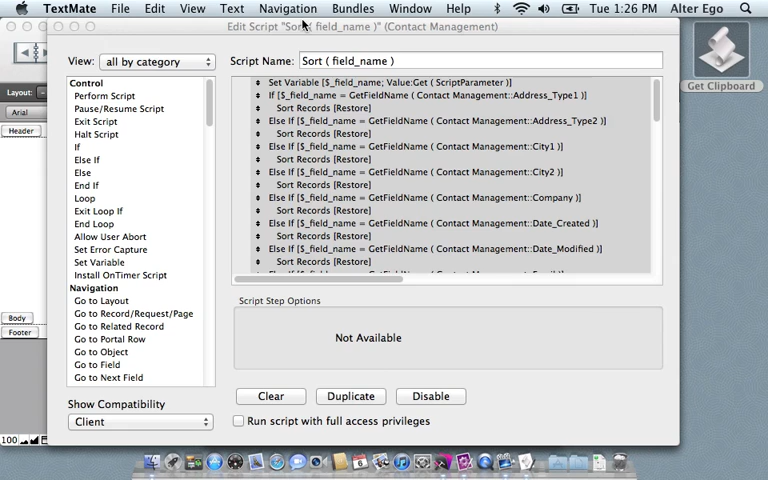 TextMate File Edit View Text Navigation Bundles Window Help Tue 1:26 PM Alter Ego
Edit Script "Sort ( field_name )" (Contact Management)
View: all by category
Script Name: Sort ( field_name )
Get Clipboard
Layout:
Arial
Header
Body
Footer
100
Control
Perform Script
Pause/Resume Script
Exit Script
Halt Script
If
Else If
Else
End If
Loop
Exit Loop If
End Loop
Allow User Abort
Set Error Capture
Set Variable
Install OnTimer Script
Navigation
Go to Layout
Go to Record/Request/Page
Go to Related Record
Go to Portal Row
Go to Object
Go to Field
Go to Next Field
Set Variable [$_field_name; Value:Get ( ScriptParameter )]
If [$_field_name = GetFieldName ( Contact Management::Address_Type1 )]
Sort Records [Restore]
Else If [$_field_name = GetFieldName ( Contact Management::Address_Type2 )]
Sort Records [Restore]
Else If [$_field_name = GetFieldName ( Contact Management::City1 )]
Sort Records [Restore]
Else If [$_field_name = GetFieldName ( Contact Management::City2 )]
Sort Records [Restore]
Else If [$_field_name = GetFieldName ( Contact Management::Company )]
Sort Records [Restore]
Else If [$_field_name = GetFieldName ( Contact Management::Date_Created )]
Sort Records [Restore]
Else If [$_field_name = GetFieldName ( Contact Management::Date_Modified )]
Sort Records [Restore]
Else If [$_field_name = GetFieldName ( Contact Management::Email )]
Script Step Options
Not Available
Clear Duplicate Disable
Show Compatibility
Client
Run script with full access privileges